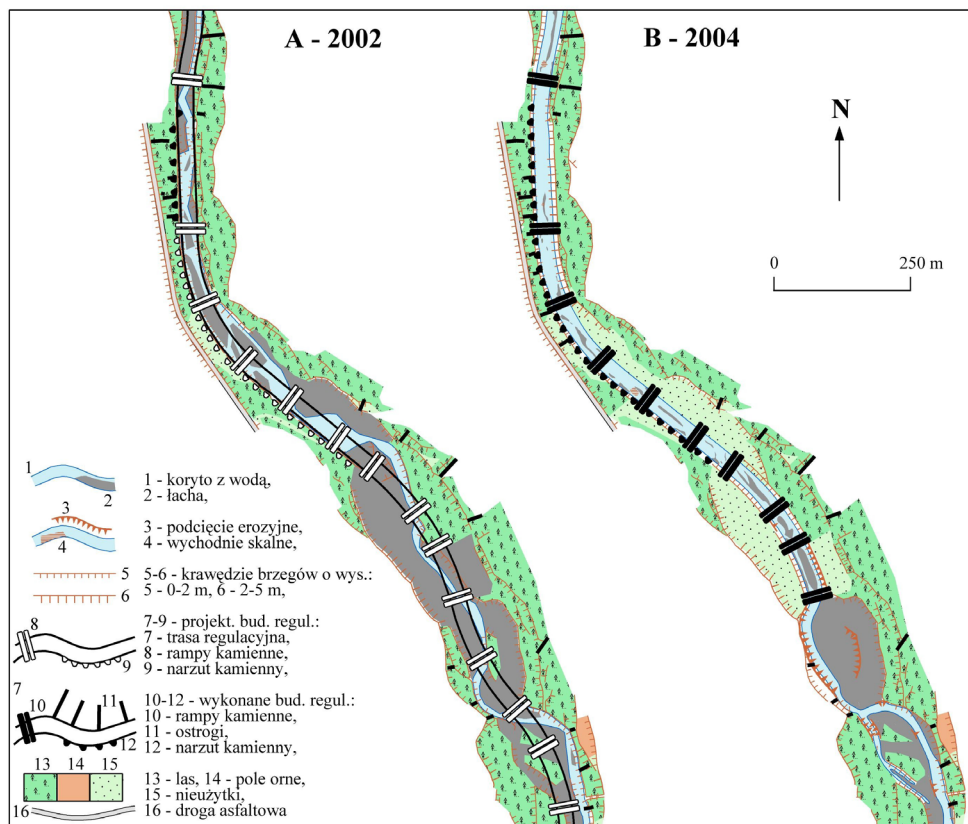 A - 2002
B - 2004
N
0 250 m
1
2
1 - koryto z wodą,
2 - łacha,
3
4
3 - podcięcie erozyjne,
4 - wychodnie skalne,
5
6
5-6 - krawędzie brzegów o wys.:
5 - 0-2 m, 6 - 2-5 m,
8
9
7-9 - projekt. bud. regul.:
7 - trasa regulacyjna,
8 - rampy kamienne,
9 - narzut kamienny,
7
10
11
12
10-12 - wykonane bud. regul.:
10 - rampy kamienne,
11 - ostrogi,
12 - narzut kamienny,
13 14 15
13 - las, 14 - pole orne,
15 - nieużytki,
16
16 - droga asfaltowa